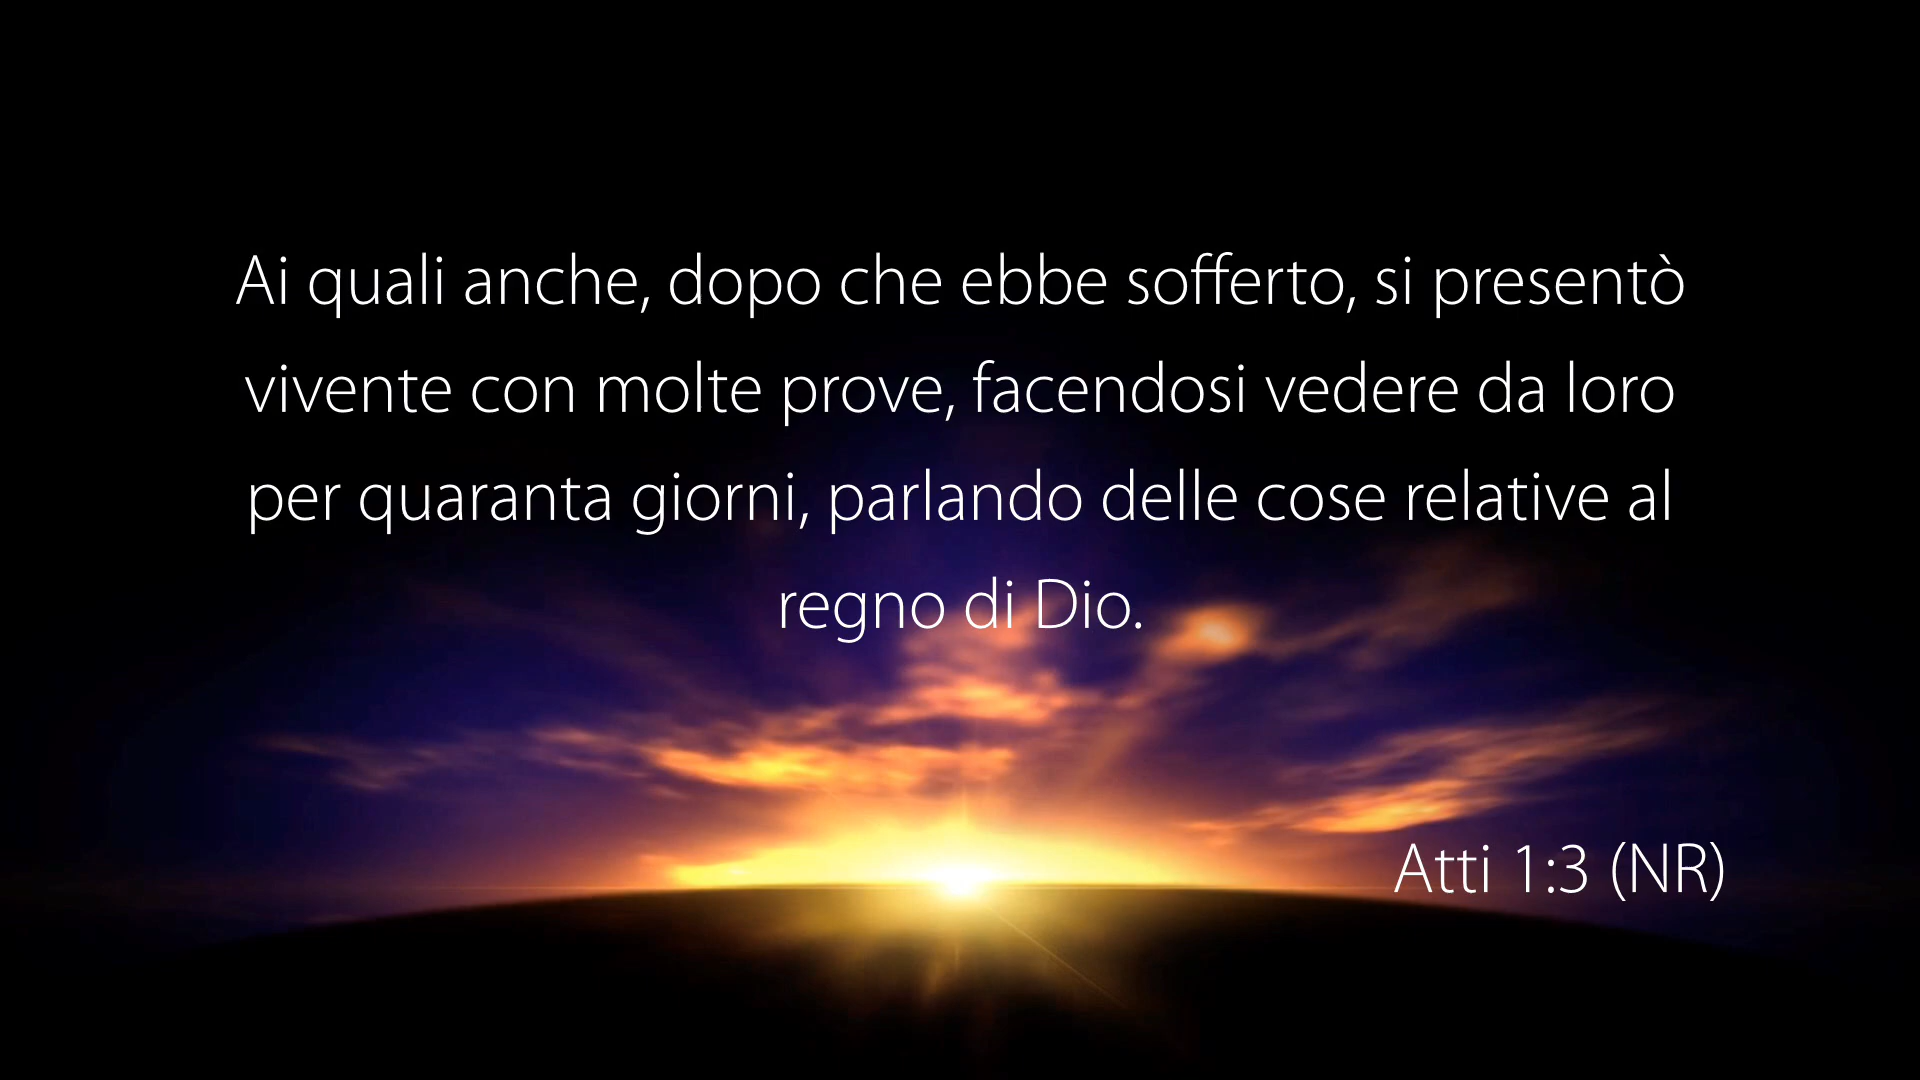 Ai quali anche, dopo che ebbe sofferto, si presentò
vivente con molte prove, facendosi vedere da loro
per quaranta giorni, parlando delle cose relative al
regno di Dio.
Atti 1:3 (NR)